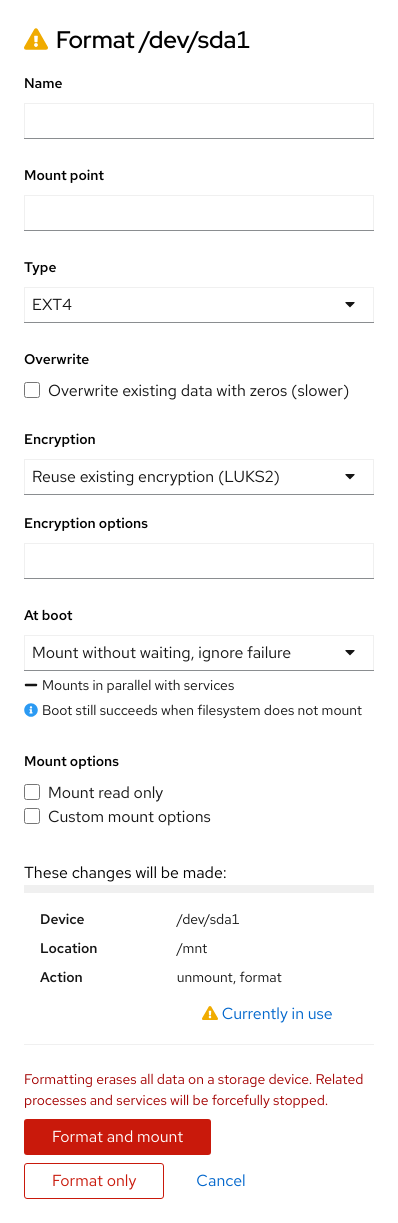 Format /dev/sda1
Name
Mount point
Type
EXT4
Overwrite
Overwrite existing data with zeros (slower)
Encryption
Reuse existing encryption (LUKS2)
Encryption options
At boot
Mount without waiting, ignore failure
Mounts in parallel with services
Boot still succeeds when filesystem does not mount
Mount options
Mount read only
Custom mount options
These changes will be made:
Device /dev/sda1
Location /mnt
Action unmount, format
Currently in use
Formatting erases all data on a storage device. Related
processes and services will be forcefully stopped.
Format and mount
Format only Cancel